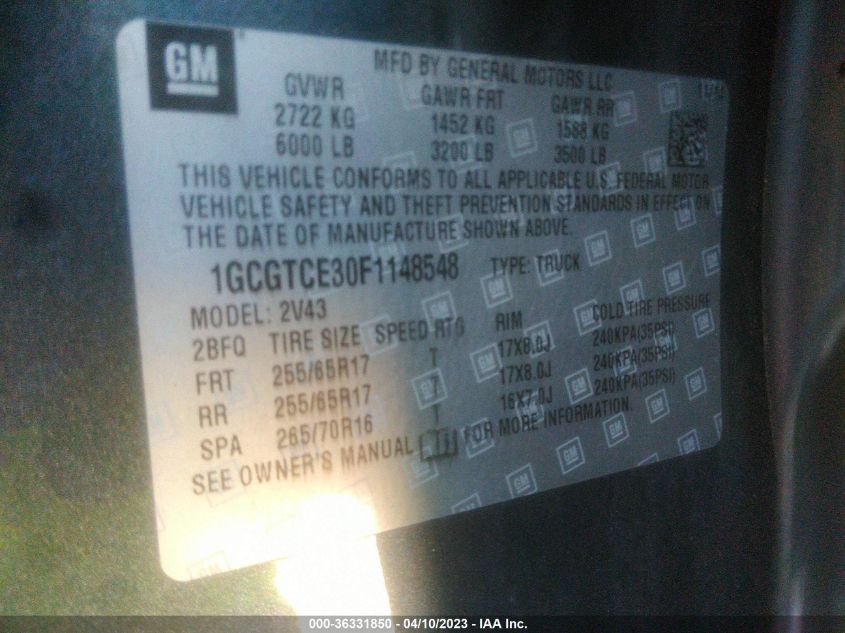 GM
MFD BY GENERAL MOTORS LLC
GVWR GAWR FRT GAWR RR
2722 KG 1452 KG 1588 KG
6000 LB 3200 LB 3500 LB
THIS VEHICLE CONFORMS TO ALL APPLICABLE U.S. FEDERAL MOTOR
VEHICLE SAFETY AND THEFT PREVENTION STANDARDS IN EFFECT ON
THE DATE OF MANUFACTURE SHOWN ABOVE.
1GCGTCE30F1148548 TYPE: TRUCK
MODEL: 2V43
2BFQ TIRE SIZE SPEED RTG RIM COLD TIRE PRESSURE
FRT 255/65R17 T 17X8.0J 240KPA(35PSI)
RR 255/65R17 T 17X8.0J 240KPA(35PSI)
SPA 265/70R16 T 16X7.0J 240KPA(35PSI)
SEE OWNER'S MANUAL FOR MORE INFORMATION.
000-36331850 - 04/10/2023 - IAA Inc.